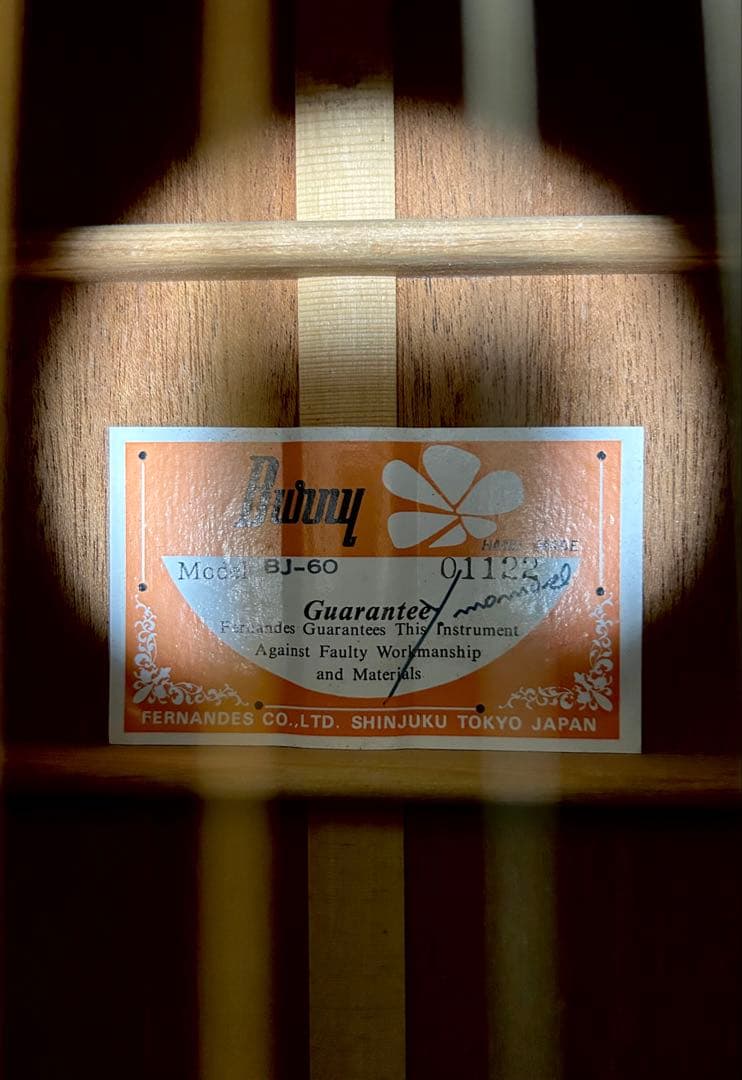 Burny
HAND MADE
Model BJ-60 01122
Guarantee
Fernandes Guarantees This Instrument
Against Faulty Workmanship
and Materials
FERNANDES CO.,LTD. SHINJUKU TOKYO JAPAN